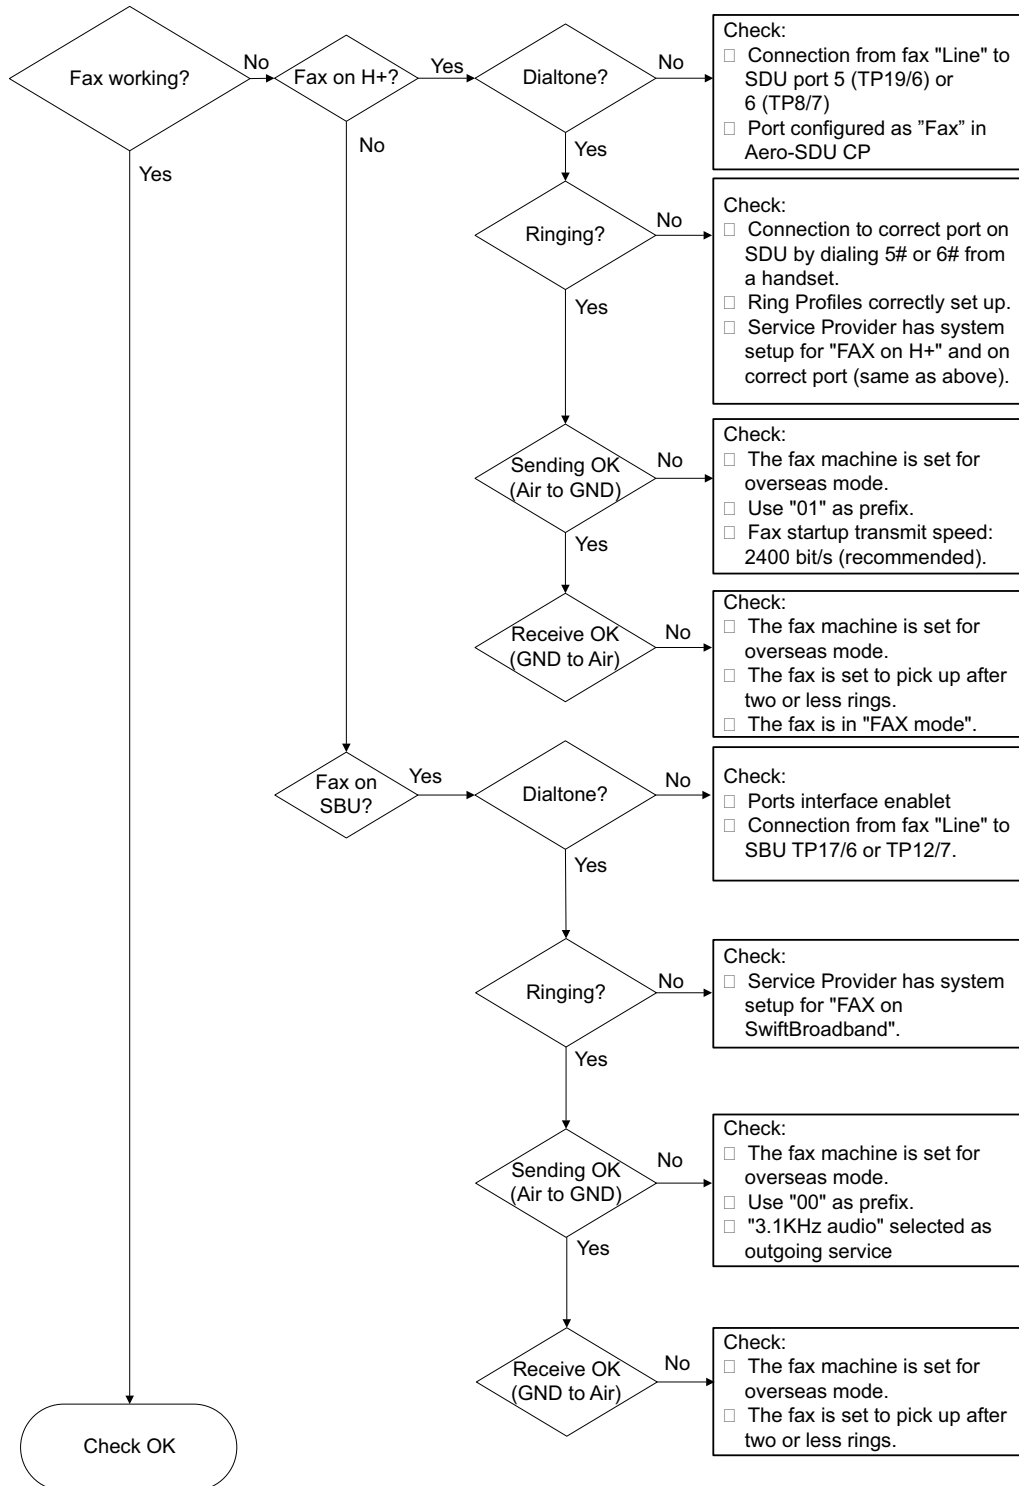 Fax working?
No
Fax on H+?
Yes
Dialtone?
No
Check:
□ Connection from fax "Line" to
SDU port 5 (TP19/6) or
6 (TP8/7)
□ Port configured as ”Fax” in
Aero-SDU CP
Yes
No
Yes
Ringing?
No
Check:
□ Connection to correct port on
SDU by dialing 5# or 6# from
a handset.
□ Ring Profiles correctly set up.
□ Service Provider has system
setup for "FAX on H+" and on
correct port (same as above).
Yes
Sending OK
(Air to GND)
No
Check:
□ The fax machine is set for
overseas mode.
□ Use "01" as prefix.
□ Fax startup transmit speed:
2400 bit/s (recommended).
Yes
Receive OK
(GND to Air)
No
Check:
□ The fax machine is set for
overseas mode.
□ The fax is set to pick up after
two or less rings.
□ The fax is in "FAX mode".
Fax on
SBU?
Yes
Dialtone?
No
Check:
□ Ports interface enablet
□ Connection from fax "Line" to
SBU TP17/6 or TP12/7.
Yes
Ringing?
No
Check:
□ Service Provider has system
setup for "FAX on
SwiftBroadband".
Yes
Sending OK
(Air to GND)
No
Check:
□ The fax machine is set for
overseas mode.
□ Use "00" as prefix.
□ "3.1KHz audio" selected as
outgoing service
Yes
Receive OK
(GND to Air)
No
Check:
□ The fax machine is set for
overseas mode.
□ The fax is set to pick up after
two or less rings.
Check OK